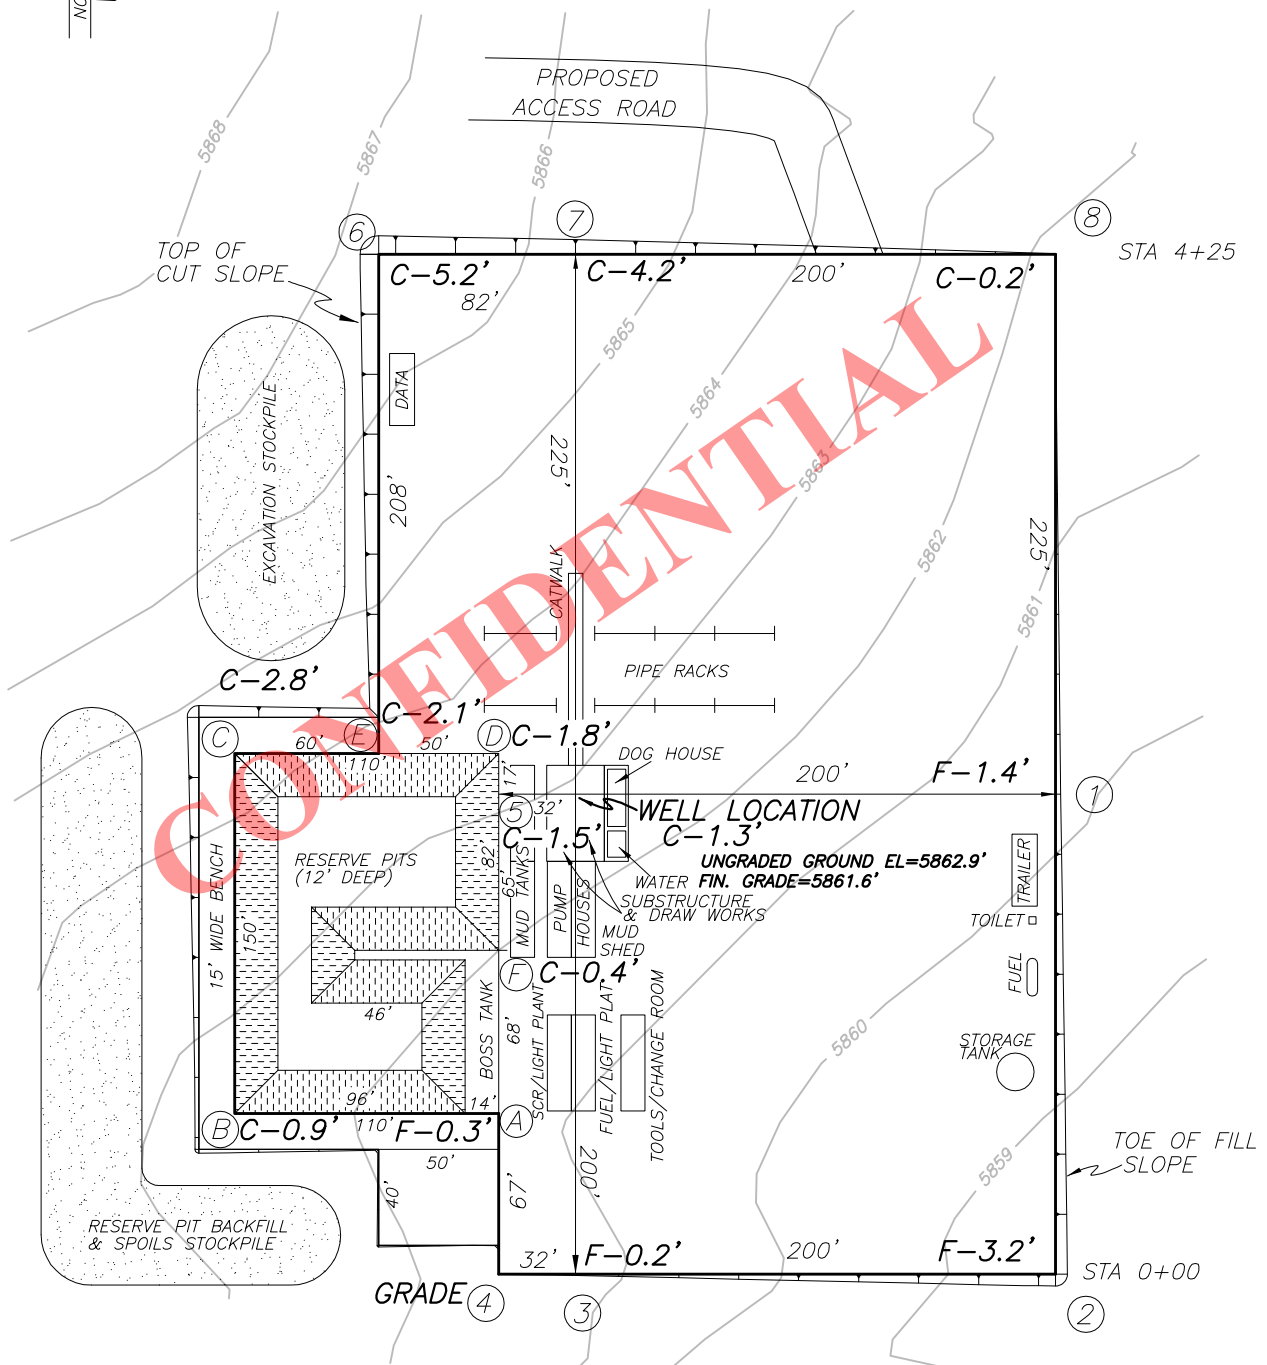 NO
PROPOSED
ACCESS ROAD
5868
5867
5866
6
7
8
STA 4+25
TOP OF
CUT SLOPE
C-5.2'
C-4.2'
200'
C-0.2'
82'
5865
DATA
EXCAVATION STOCKPILE
5864
208'
225'
5863
CONFIDENTIAL
225'
5862
CATWALK
5861
PIPE RACKS
C-2.8'
C-2.1'
C
E
D
C-1.8'
60'
50'
110'
DOG HOUSE
17'
200'
F-1.4'
1
5
32'
WELL LOCATION
C-1.5'
C-1.3'
UNGRADED GROUND EL=5862.9'
FIN. GRADE=5861.6'
RESERVE PITS
(12' DEEP)
82'
65'
MUD TANKS
PUMP
HOUSES
WATER
SUBSTRUCTURE
& DRAW WORKS
MUD
SHED
TRAILER
TOILET
FUEL
15' WIDE BENCH
150'
F
C-0.4'
46'
BOSS TANK
68'
SCR/LIGHT PLANT
FUEL/LIGHT PLAT
TOOLS/CHANGE ROOM
5860
STORAGE
TANK
96'
14'
B
C-0.9'
110'
F-0.3'
A
50'
40'
67'
200'
5859
TOE OF FILL
SLOPE
RESERVE PIT BACKFILL
& SPOILS STOCKPILE
32'
F-0.2'
200'
F-3.2'
STA 0+00
GRADE
4
3
2